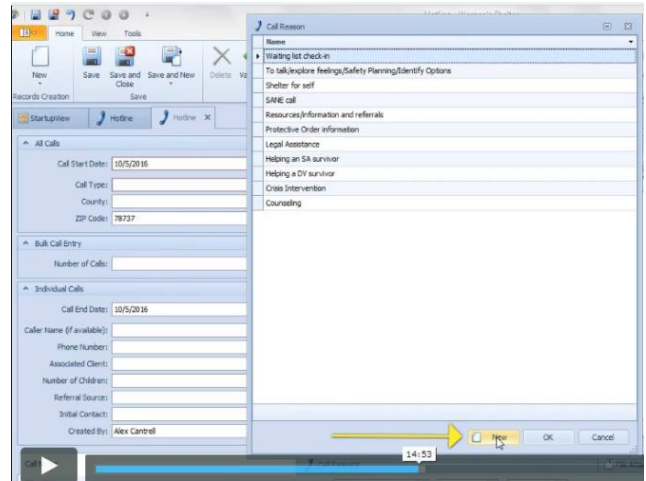 Home View Tools
New
Save
Save and Close
Save and New
Delete
Records Creation
Save
StartupView
Hotline
Hotline
All Calls
Call Start Date: 10/5/2016
Call Type:
County:
ZIP Code: 78737
Bulk Call Entry
Number of Calls:
Individual Calls
Call End Date: 10/5/2016
Caller Name (if available):
Phone Number:
Associated Client:
Number of Children:
Referral Source:
Initial Contact:
Created By: Alex Cantrell
Call Reason
Name
Waiting list check-in
To talk/explore feelings/Safety Planning/Identify Options
Shelter for self
SANE call
Resources/information and referrals
Protective Order information
Legal Assistance
Helping an SA survivor
Helping a DV survivor
Crisis Intervention
Counseling
New OK Cancel
14:53